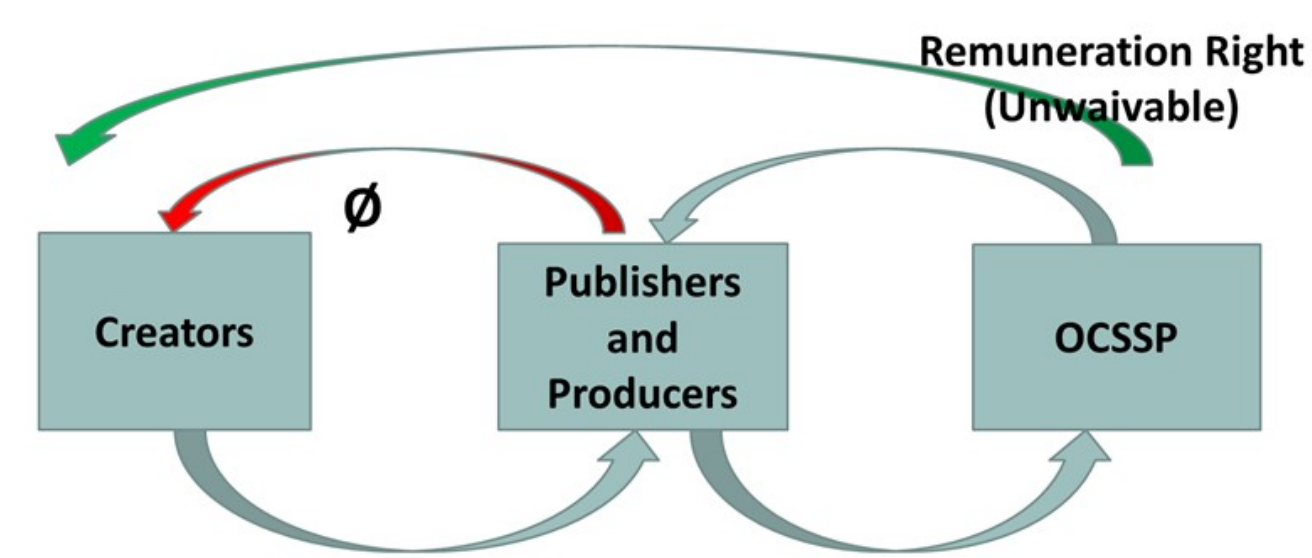 Remuneration Right
(Unwaivable)
Ø
Creators
Publishers
and
Producers
OCSSP